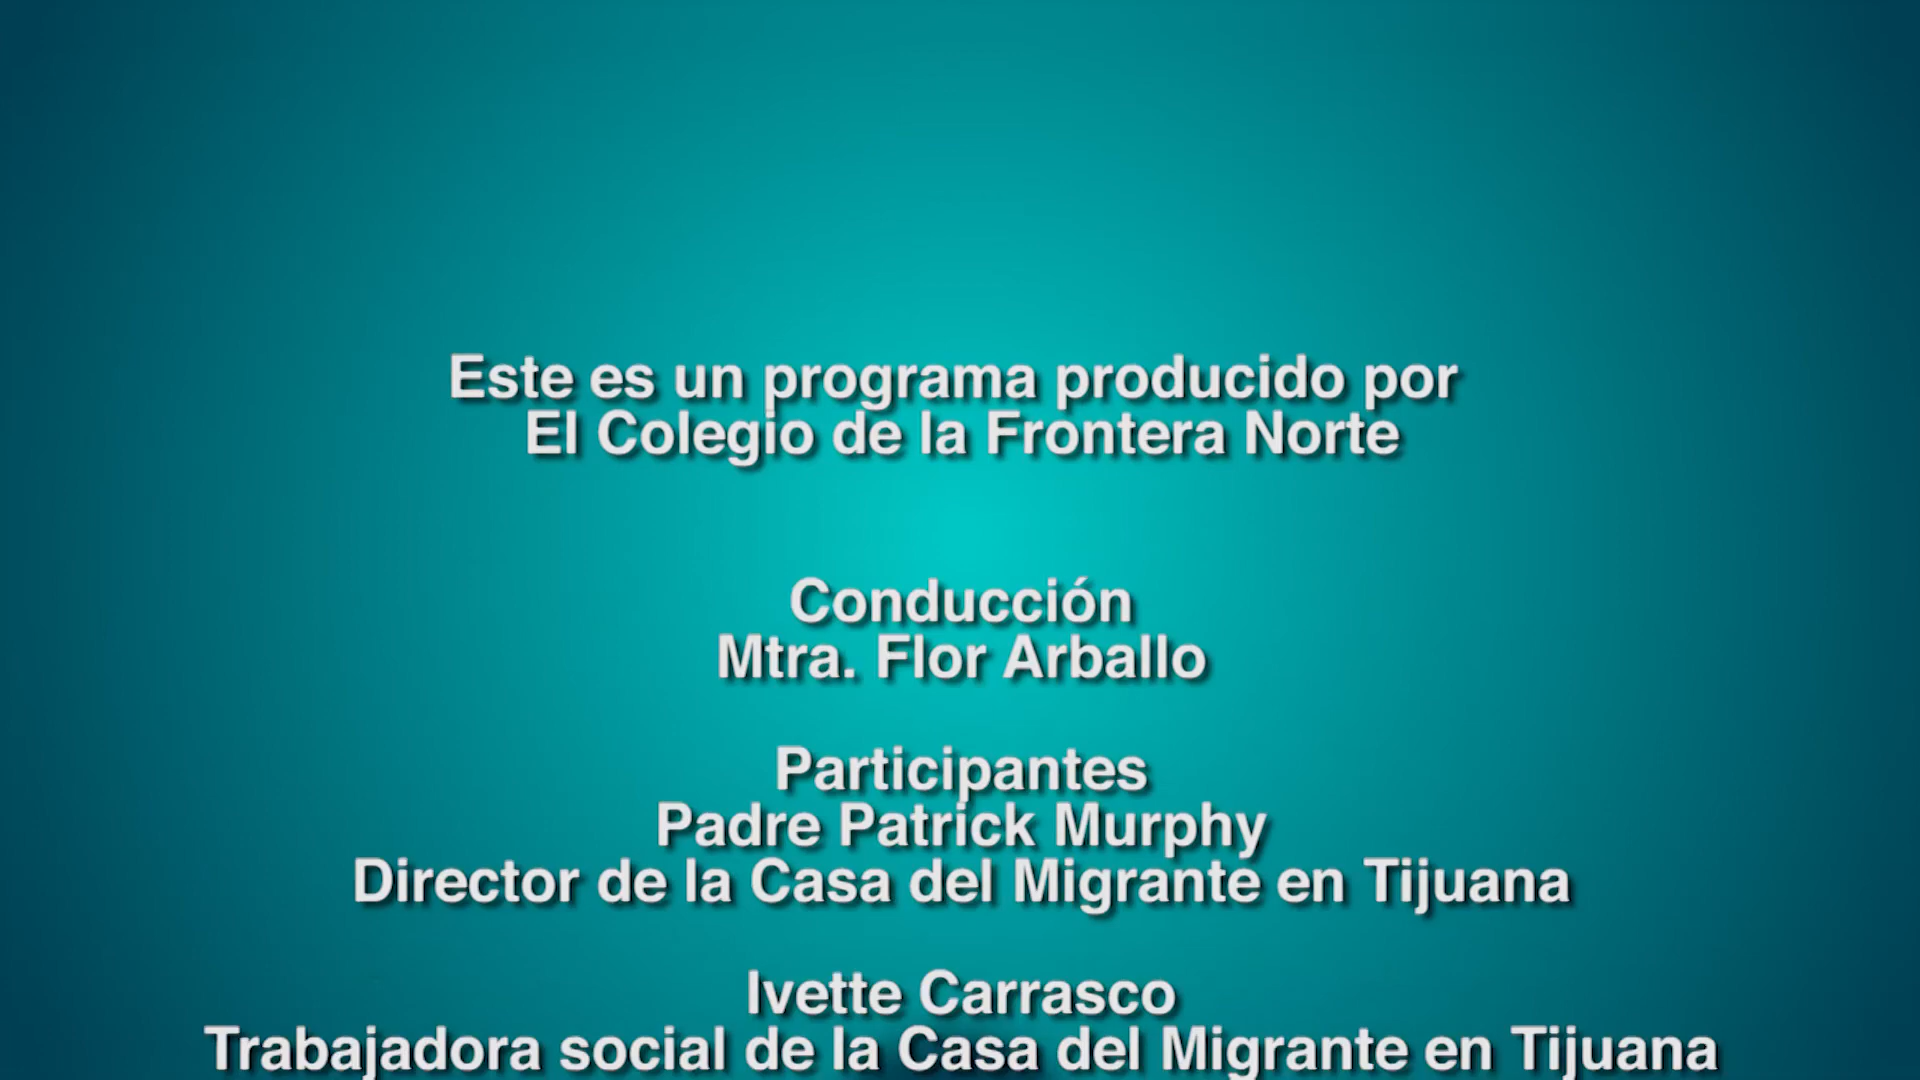 Este es un programa producido por
El Colegio de la Frontera Norte
Conducción
Mtra. Flor Arballo
Participantes
Padre Patrick Murphy
Director de la Casa del Migrante en Tijuana
Ivette Carrasco
Trabajadora social de la Casa del Migrante en Tijuana